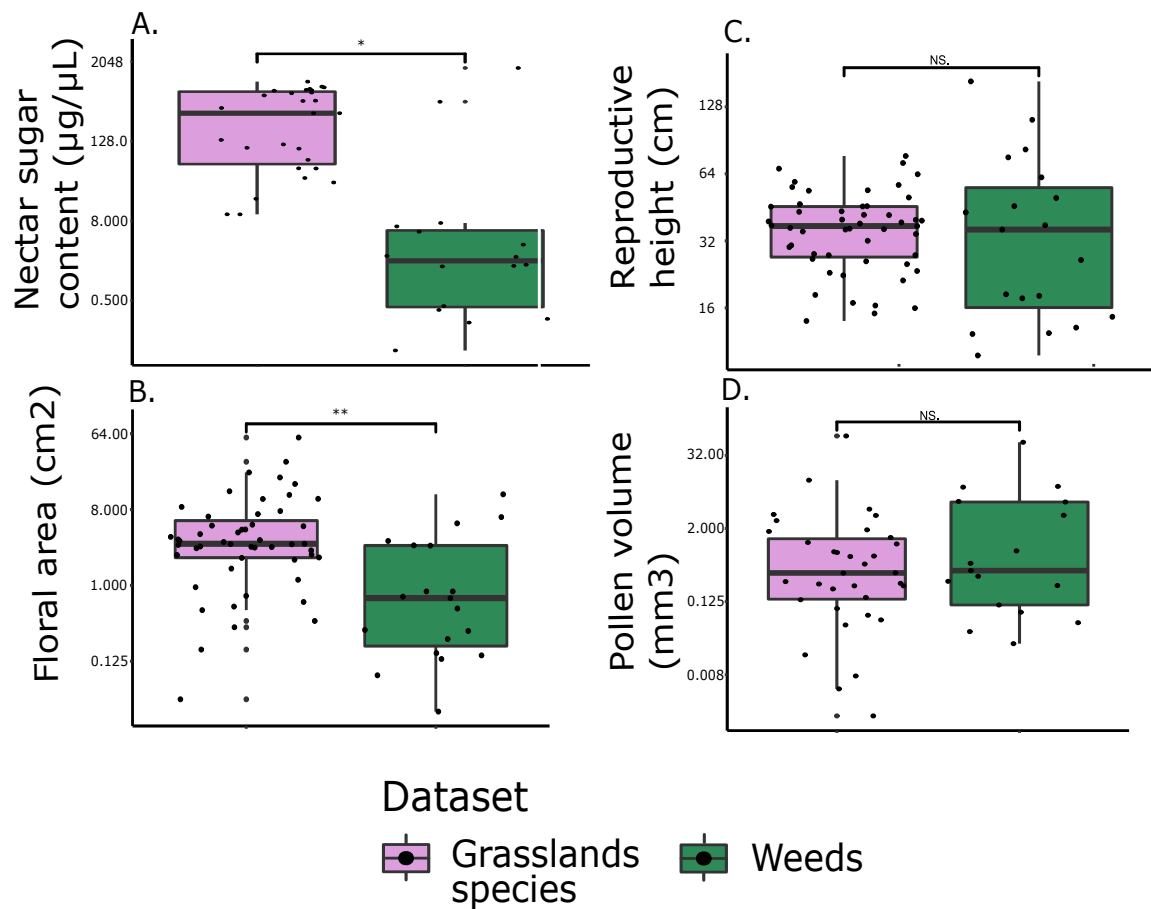 A.
Nectar sugar
content (µg/µL)
2048
128.0
8.000
0.500
*
C.
Reproductive
height (cm)
128
64
32
16
NS.
B.
Floral area (cm2)
64.00
8.000
1.000
0.125
**
D.
Pollen volume
(mm3)
32.00
2.000
0.125
0.008
NS.
Dataset
Grasslands
species
Weeds